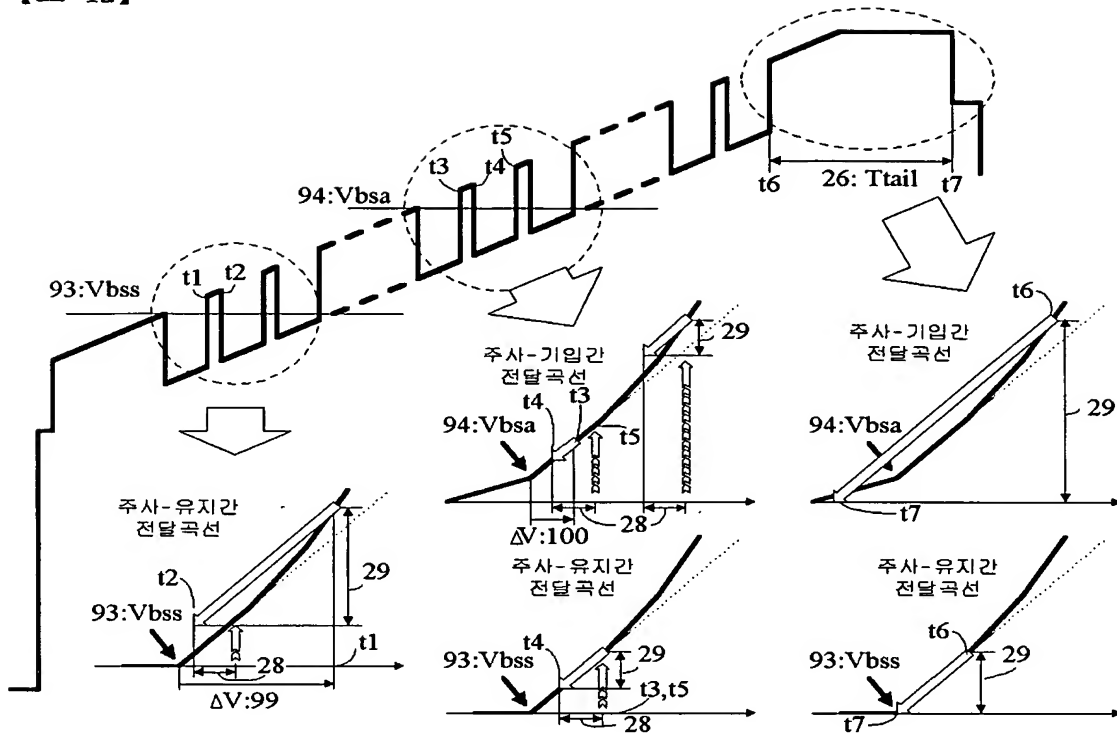 t5
t3
t4
94:Vbsa
t6
26: Ttail
t7
t1
t2
93:Vbss
t6
주사-기입간
전달곡선
29
주사-기입간
전달곡선
t3
t4
29
94:Vbsa
t5
94:Vbsa
t7
28
ΔV:100
주사-유지간
전달곡선
t2
29
93:Vbss
t1
28
ΔV:99
주사-유지간
전달곡선
t4
29
93:Vbss
t3,t5
28
주사-유지간
전달곡선
t6
29
93:Vbss
t7